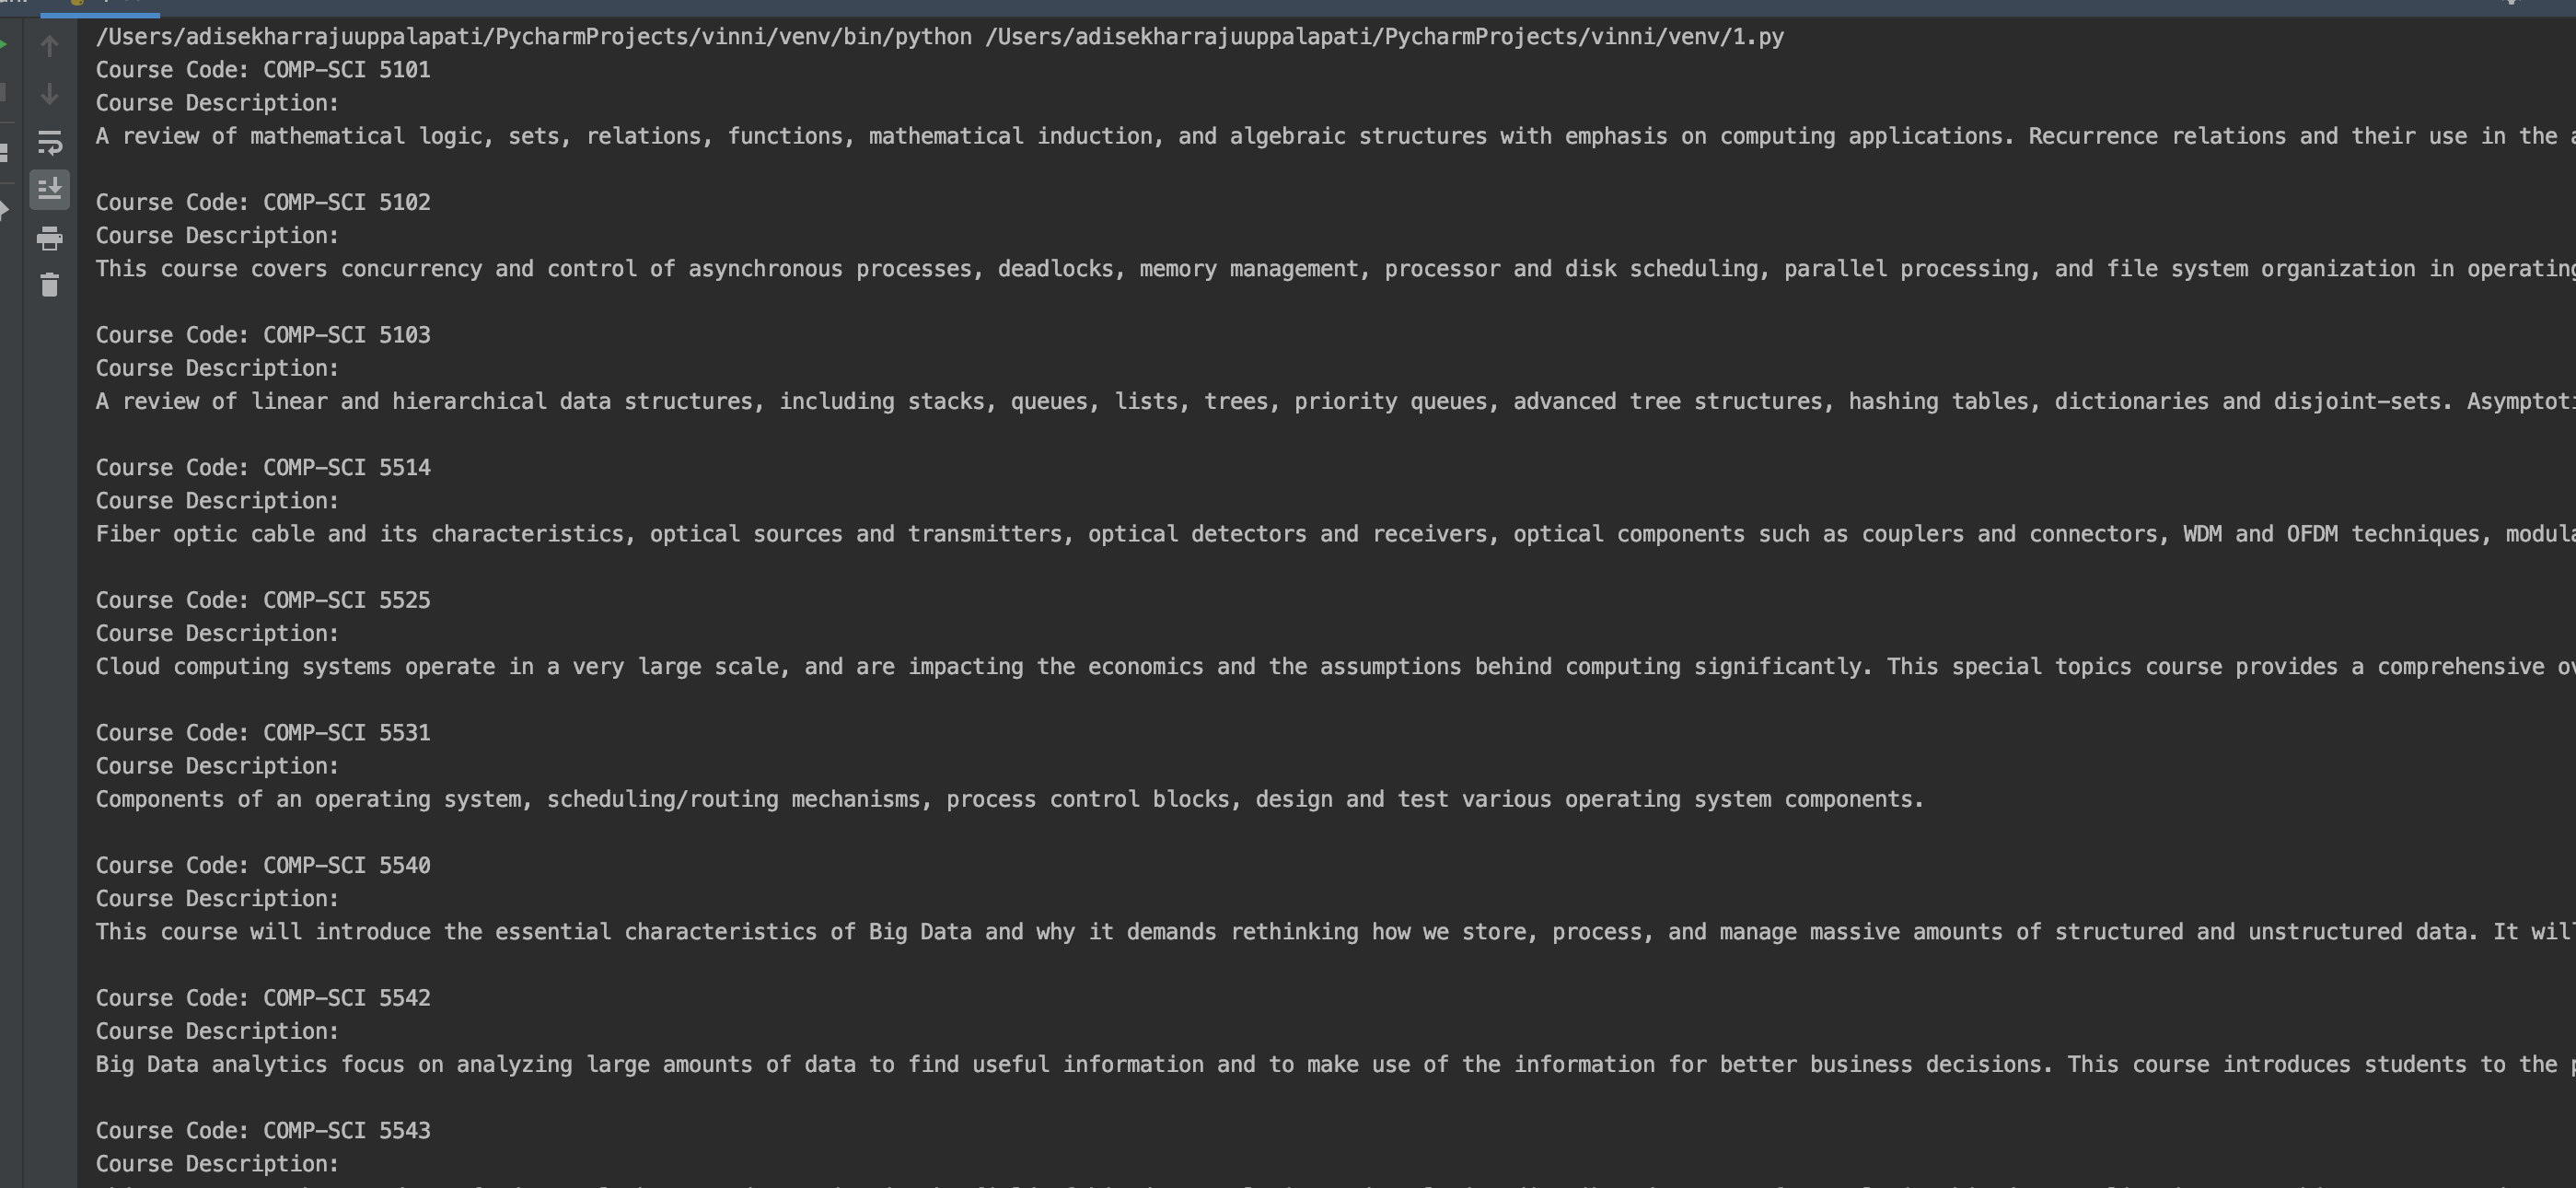 /Users/adisekharrajuuppalapati/PycharmProjects/vinni/venv/bin/python /Users/adisekharrajuuppalapati/PycharmProjects/vinni/venv/1.py
Course Code: COMP-SCI 5101
Course Description:
A review of mathematical logic, sets, relations, functions, mathematical induction, and algebraic structures with emphasis on computing applications. Recurrence relations and their use in the
Course Code: COMP-SCI 5102
Course Description:
This course covers concurrency and control of asynchronous processes, deadlocks, memory management, processor and disk scheduling, parallel processing, and file system organization in operating
Course Code: COMP-SCI 5103
Course Description:
A review of linear and hierarchical data structures, including stacks, queues, lists, trees, priority queues, advanced tree structures, hashing tables, dictionaries and disjoint-sets.
Course Code: COMP-SCI 5514
Course Description:
Fiber optic cable and its characteristics, optical sources and transmitters, optical detectors and receivers, optical components such as couplers and connectors, WDM and OFDM techniques,
Course Code: COMP-SCI 5525
Course Description:
Cloud computing systems operate in a very large scale, and are impacting the economics and the assumptions behind computing significantly. This special topics course provides a comprehensive
Course Code: COMP-SCI 5531
Course Description:
Components of an operating system, scheduling/routing mechanisms, process control blocks, design and test various operating system components.
Course Code: COMP-SCI 5540
Course Description:
This course will introduce the essential characteristics of Big Data and why it demands rethinking how we store, process, and manage massive amounts of structured and unstructured data. It will
Course Code: COMP-SCI 5542
Course Description:
Big Data analytics focus on analyzing large amounts of data to find useful information and to make use of the information for better business decisions. This course introduces students to the
Course Code: COMP-SCI 5543
Course Description: